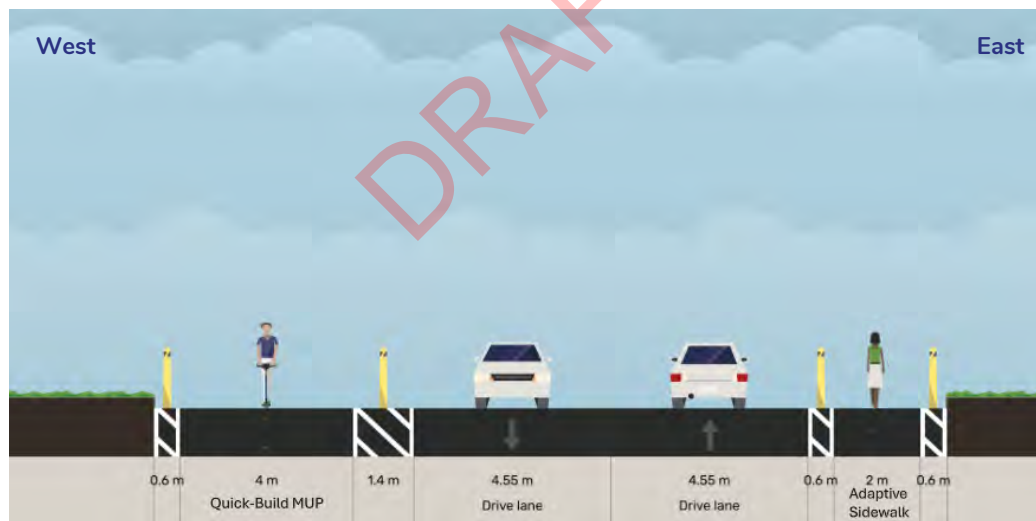 West
East
DRAF
0.6 m
4 m
1.4 m
4.55 m
4.55 m
0.6 m
2 m
0.6 m
Quick-Build MUP
Drive lane
Drive lane
Adaptive
Sidewalk